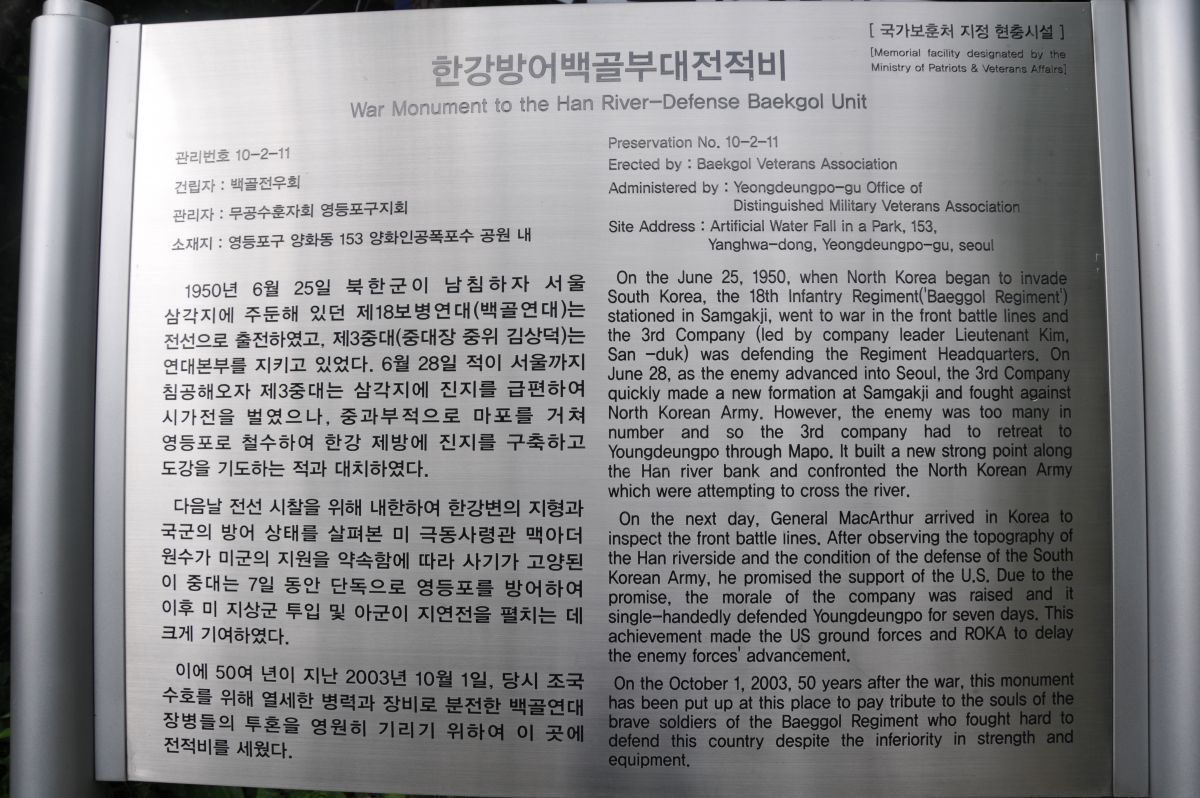 [ 국가보훈처 지정 현충시설 ]
[Memorial facility designated by the
Ministry of Patriots & Veterans Affairs]
한강방어백골부대전적비
War Monument to the Han River-Defense Baekgol Unit
관리번호 10-2-11
건립자 : 백골전우회
관리자 : 무공수훈자회 영등포구지회
소재지 : 영등포구 양화동 153 양화인공폭포수 공원 내
1950년 6월 25일 북한군이 남침하자 서울
삼각지에 주둔해 있던 제18보병연대(백골연대)는
전선으로 출전하였고, 제3중대(중대장 중위 김상덕)는
연대본부를 지키고 있었다. 6월 28일 적이 서울까지
침공해오자 제3중대는 삼각지에 진지를 급편하여
시가전을 벌였으나, 중과부적으로 마포를 거쳐
영등포로 철수하여 한강 제방에 진지를 구축하고
도강을 기도하는 적과 대치하였다.
다음날 전선 시찰을 위해 내한하여 한강변의 지형과
국군의 방어 상태를 살펴본 미 극동사령관 맥아더
원수가 미군의 지원을 약속함에 따라 사기가 고양된
이 중대는 7일 동안 단독으로 영등포를 방어하여
이후 미 지상군 투입 및 아군이 지연전을 펼치는 데
크게 기여하였다.
이에 50여 년이 지난 2003년 10월 1일, 당시 조국
수호를 위해 열세한 병력과 장비로 분전한 백골연대
장병들의 투혼을 영원히 기리기 위하여 이 곳에
전적비를 세웠다.
Preservation No. 10-2-11
Erected by : Baekgol Veterans Association
Administered by : Yeongdeungpo-gu Office of
Distinguished Military Veterans Association
Site Address : Artificial Water Fall in a Park, 153,
Yanghwa-dong, Yeongdeungpo-gu, seoul
On the June 25, 1950, when North Korea began to invade
South Korea, the 18th Infantry Regiment('Baeggol Regiment')
stationed in Samgakji, went to war in the front battle lines and
the 3rd Company (led by company leader Lieutenant Kim,
San -duk) was defending the Regiment Headquarters. On
June 28, as the enemy advanced into Seoul, the 3rd Company
quickly made a new formation at Samgakji and fought against
North Korean Army. However, the enemy was too many in
number and so the 3rd company had to retreat to
Youngdeungpo through Mapo. It built a new strong point along
the Han river bank and confronted the North Korean Army
which were attempting to cross the river.
On the next day, General MacArthur arrived in Korea to
inspect the front battle lines. After observing the topography of
the Han riverside and the condition of the defense of the South
Korean Army, he promised the support of the U.S. Due to the
promise, the morale of the company was raised and it
single-handedly defended Youngdeungpo for seven days. This
achievement made the US ground forces and ROKA to delay
the enemy forces' advancement.
On the October 1, 2003, 50 years after the war, this monument
has been put up at this place to pay tribute to the souls of the
brave soldiers of the Baeggol Regiment who fought hard to
defend this country despite the inferiority in strength and
equipment.